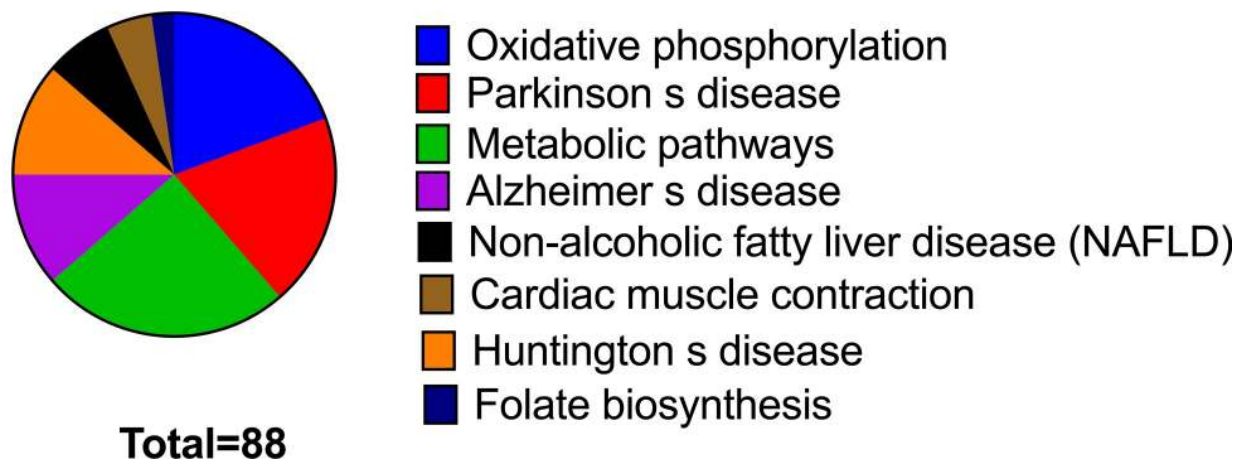 Oxidative phosphorylation
Parkinson s disease
Metabolic pathways
Alzheimer s disease
Non-alcoholic fatty liver disease (NAFLD)
Cardiac muscle contraction
Huntington s disease
Folate biosynthesis
Total=88